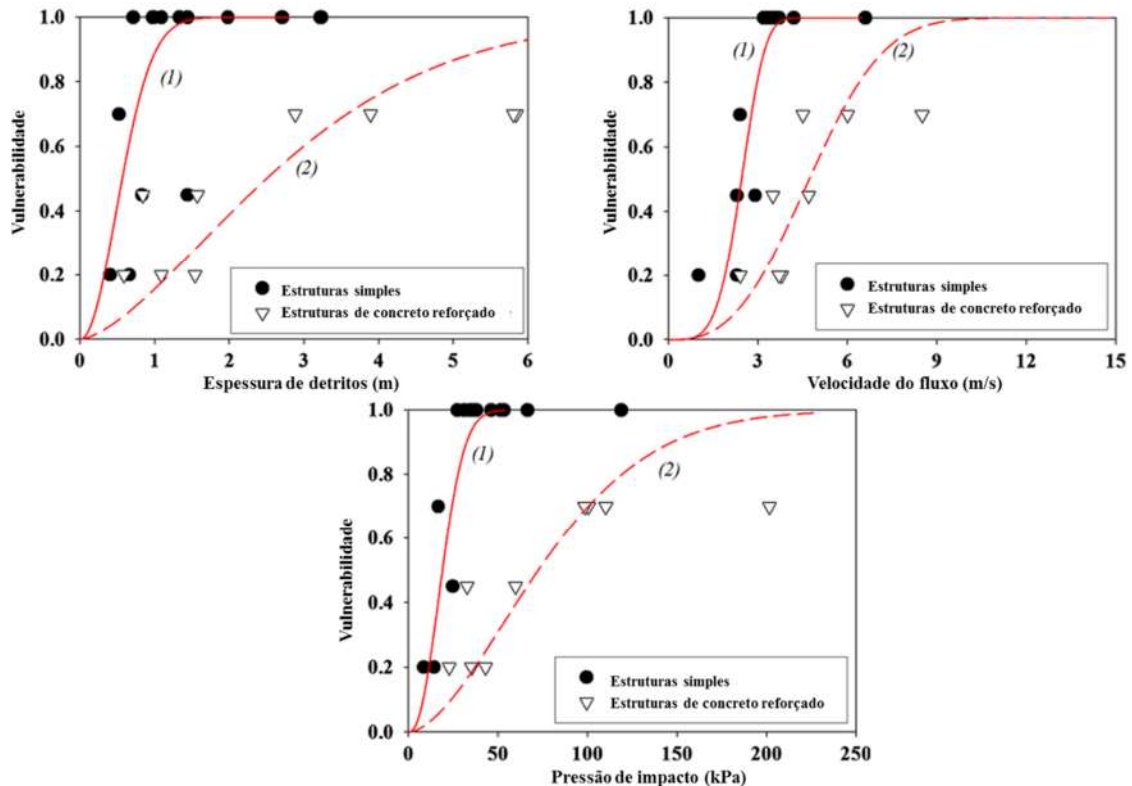 1.0
0.8
0.6
0.4
0.2
0.0
Vulnerabilidade
(1)
(2)
Estruturas simples
Estruturas de concreto reforçado
0 1 2 3 4 5 6
Espessura de detritos (m)
1.0
0.8
0.6
0.4
0.2
0.0
Vulnerabilidade
(1)
(2)
Estruturas simples
Estruturas de concreto reforçado
0 3 6 9 12 15
Velocidade do fluxo (m/s)
1.0
0.8
0.6
0.4
0.2
0.0
Vulnerabilidade
(1)
(2)
Estruturas simples
Estruturas de concreto reforçado
0 50 100 150 200 250
Pressão de impacto (kPa)